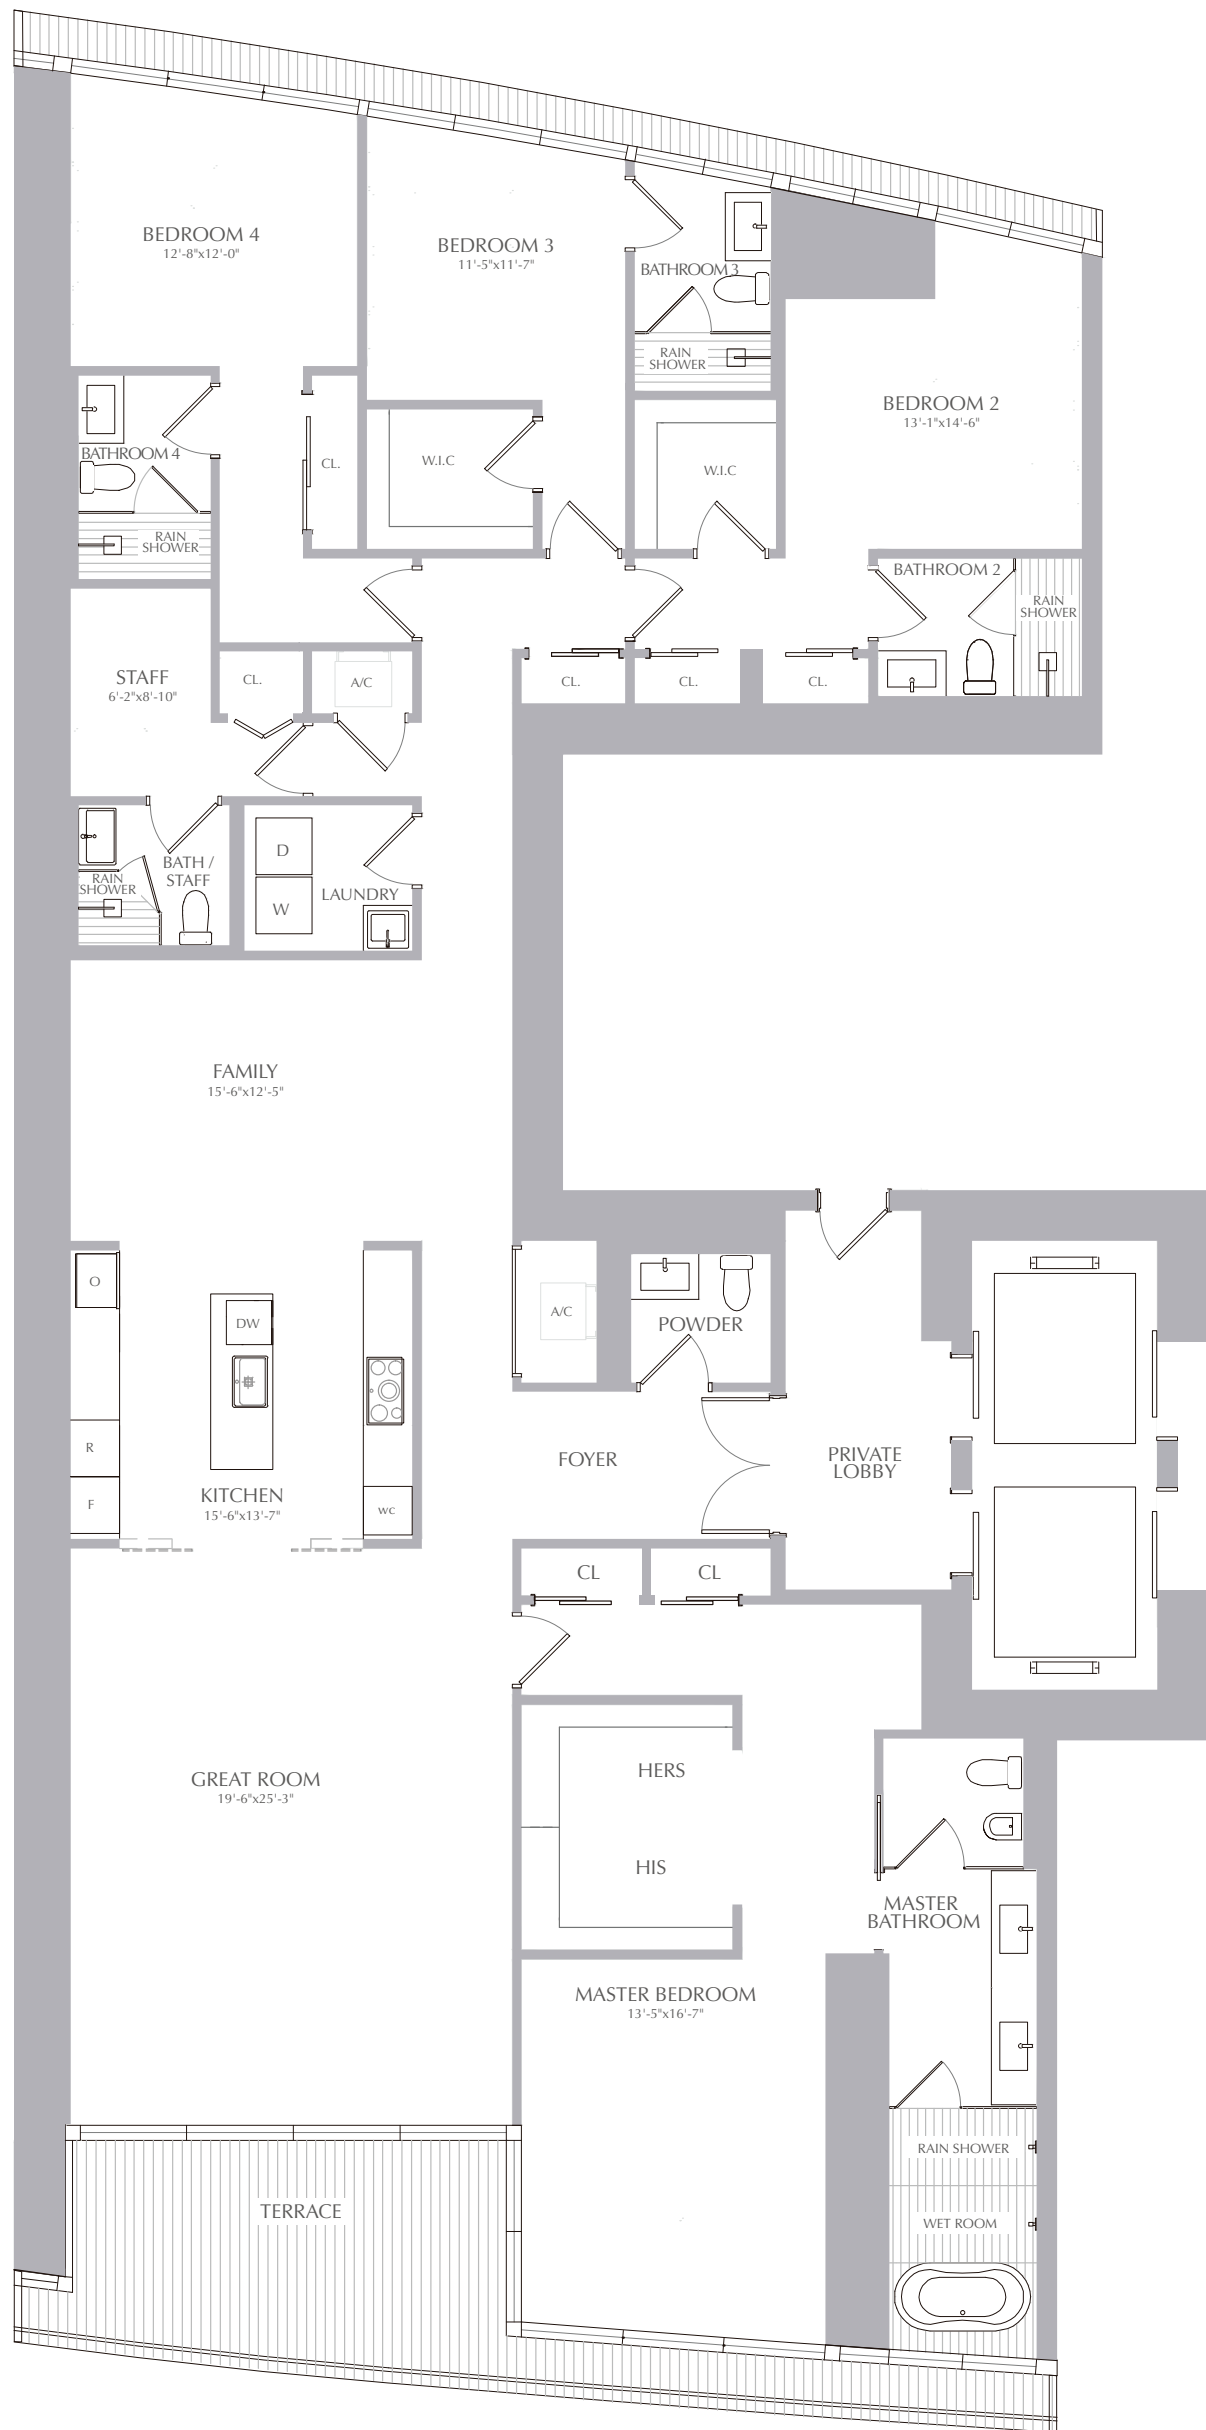 BEDROOM 4
12'-8"x12'-0"
BEDROOM 3
11'-5"x11'-7"
BATHROOM 3
RAIN
SHOWER
BEDROOM 2
13'-1"x14'-6"
BATHROOM 4
CL.
W.I.C
W.I.C
RAIN
SHOWER
BATHROOM 2
RAIN
SHOWER
STAFF
6'-2"x8'-10"
CL.
A/C
CL.
CL.
CL.
D
BATH /
STAFF
RAIN
SHOWER
LAUNDRY
W
FAMILY
15'-6"x12'-5"
O
DW
A/C
POWDER
R
FOYER
PRIVATE
LOBBY
F
KITCHEN
15'-6"x13'-7"
WC
CL
CL
HERS
GREAT ROOM
19'-6"x25'-3"
HIS
MASTER
BATHROOM
MASTER BEDROOM
13'-5"x16'-7"
RAIN SHOWER
TERRACE
WET ROOM